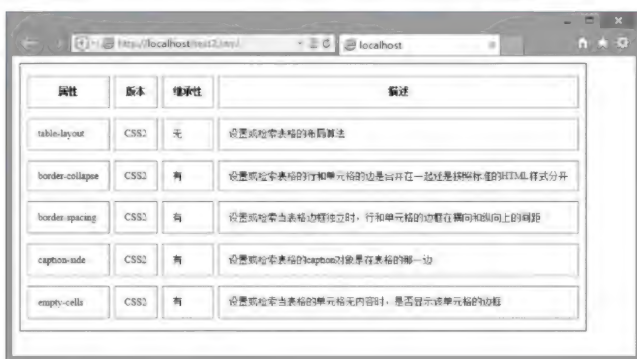 localhost
属性 版本 继承性 描述
table-layout CSS2 无 设置或检索表格的布局算法
border-collapse CSS2 有 设置或检索表格的行和单元格的边是合并在一起还是按照标准的HTML样式分开
border-spacing CSS2 有 设置或检索当表格边框独立时，行和单元格的边框在横向和纵向上的间距
caption-side CSS2 有 设置或检索表格的caption对象是在表格的那一边
empty-cells CSS2 有 设置或检索当表格的单元格无内容时，是否显示该单元格的边框